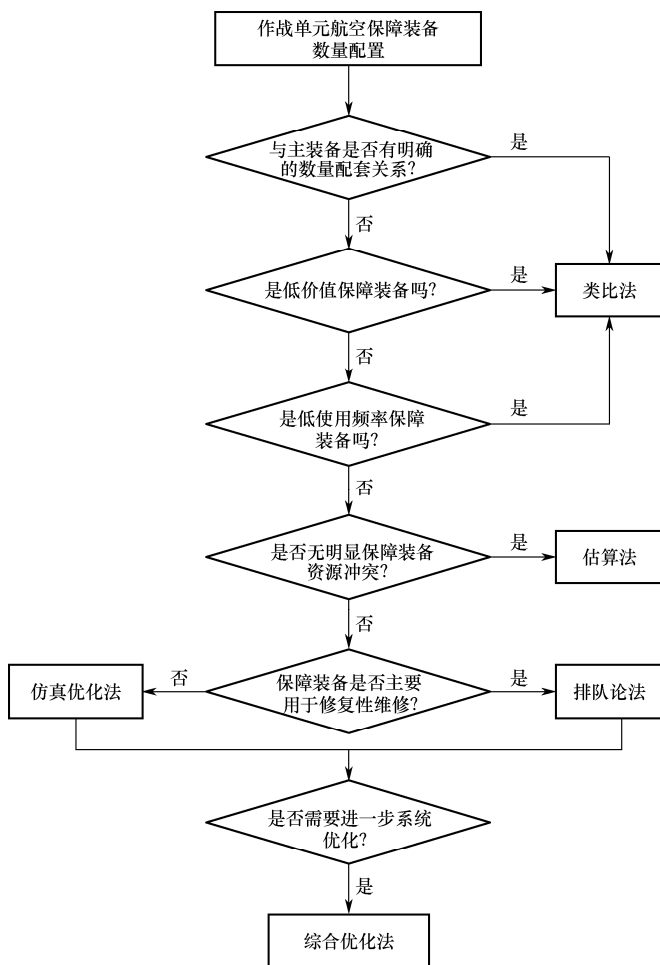 作战单元航空保障装备
数量配置
与主装备是否有明确
的数量配套关系?
是
否
是低价值保障装备吗?
是
类比法
否
是低使用频率保障
装备吗?
是
否
是否无明显保障装备
资源冲突?
是
估算法
否
仿真优化法
否
保障装备是否主要
用于修复性维修?
是
排队论法
是否需要进一步系统
优化?
是
综合优化法